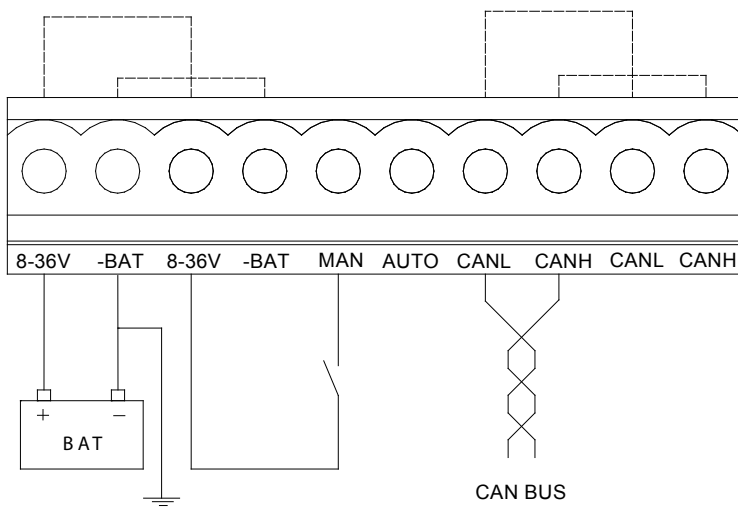 8-36V -BAT 8-36V -BAT MAN AUTO CANL CANH CANL CANH
+ −
BAT
CAN BUS